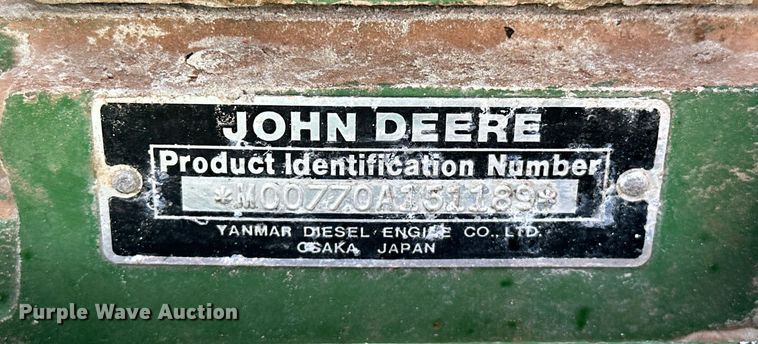 JOHN DEERE
Product Identification Number
*M00770A151189*
YANMAR DIESEL ENGINE CO., LTD.
OSAKA JAPAN
Purple Wave Auction